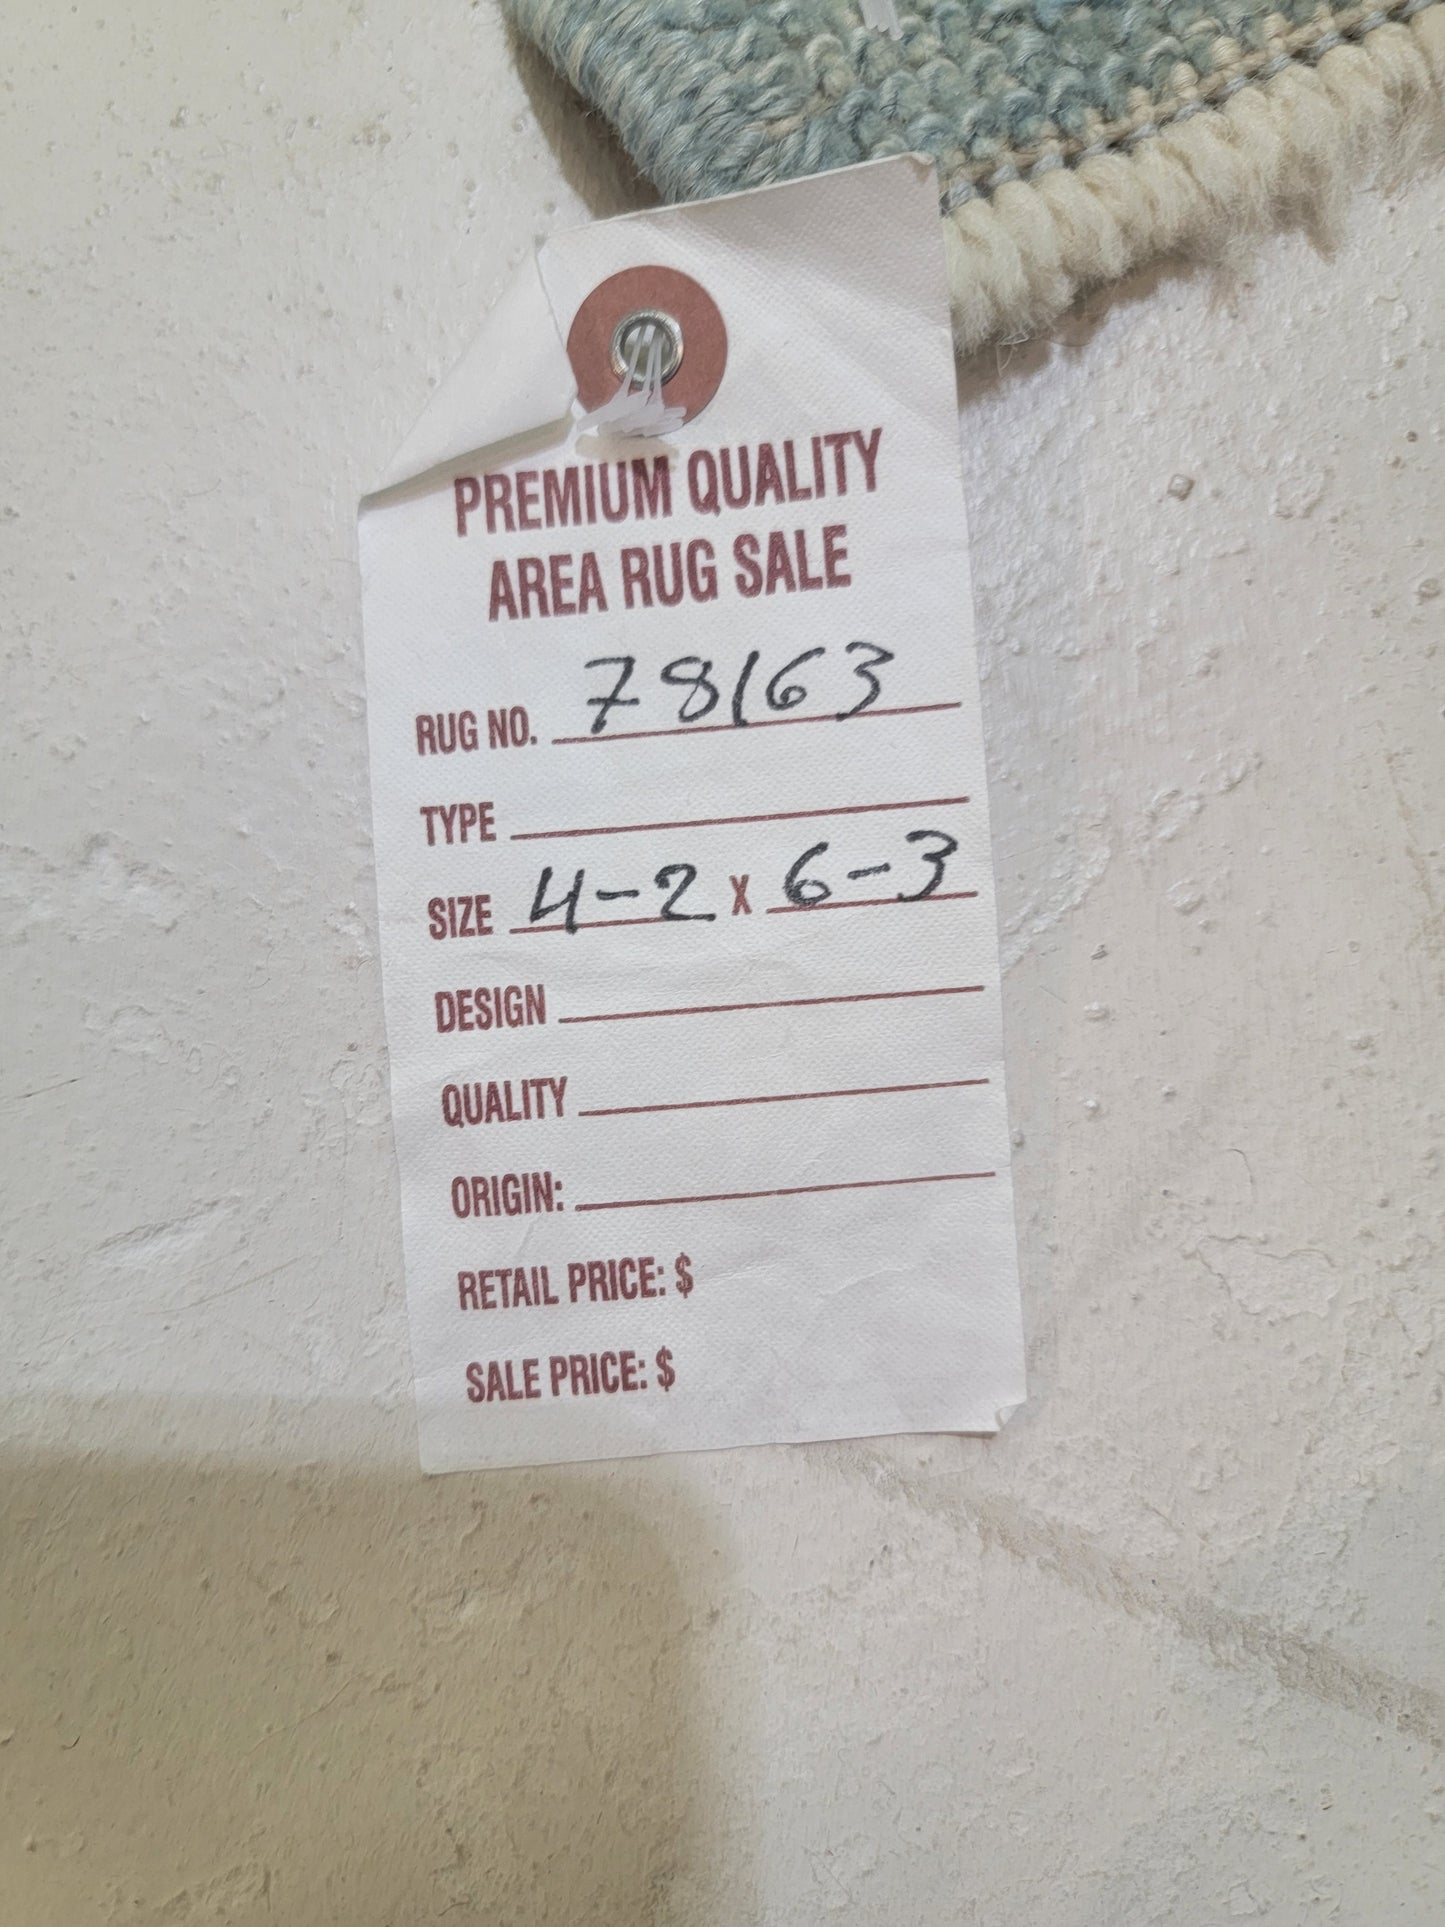 PREMIUM QUALITY
AREA RUG SALE
RUG NO. 78163
TYPE
SIZE 4-2 x 6-3
DESIGN
QUALITY
ORIGIN:
RETAIL PRICE: $
SALE PRICE: $